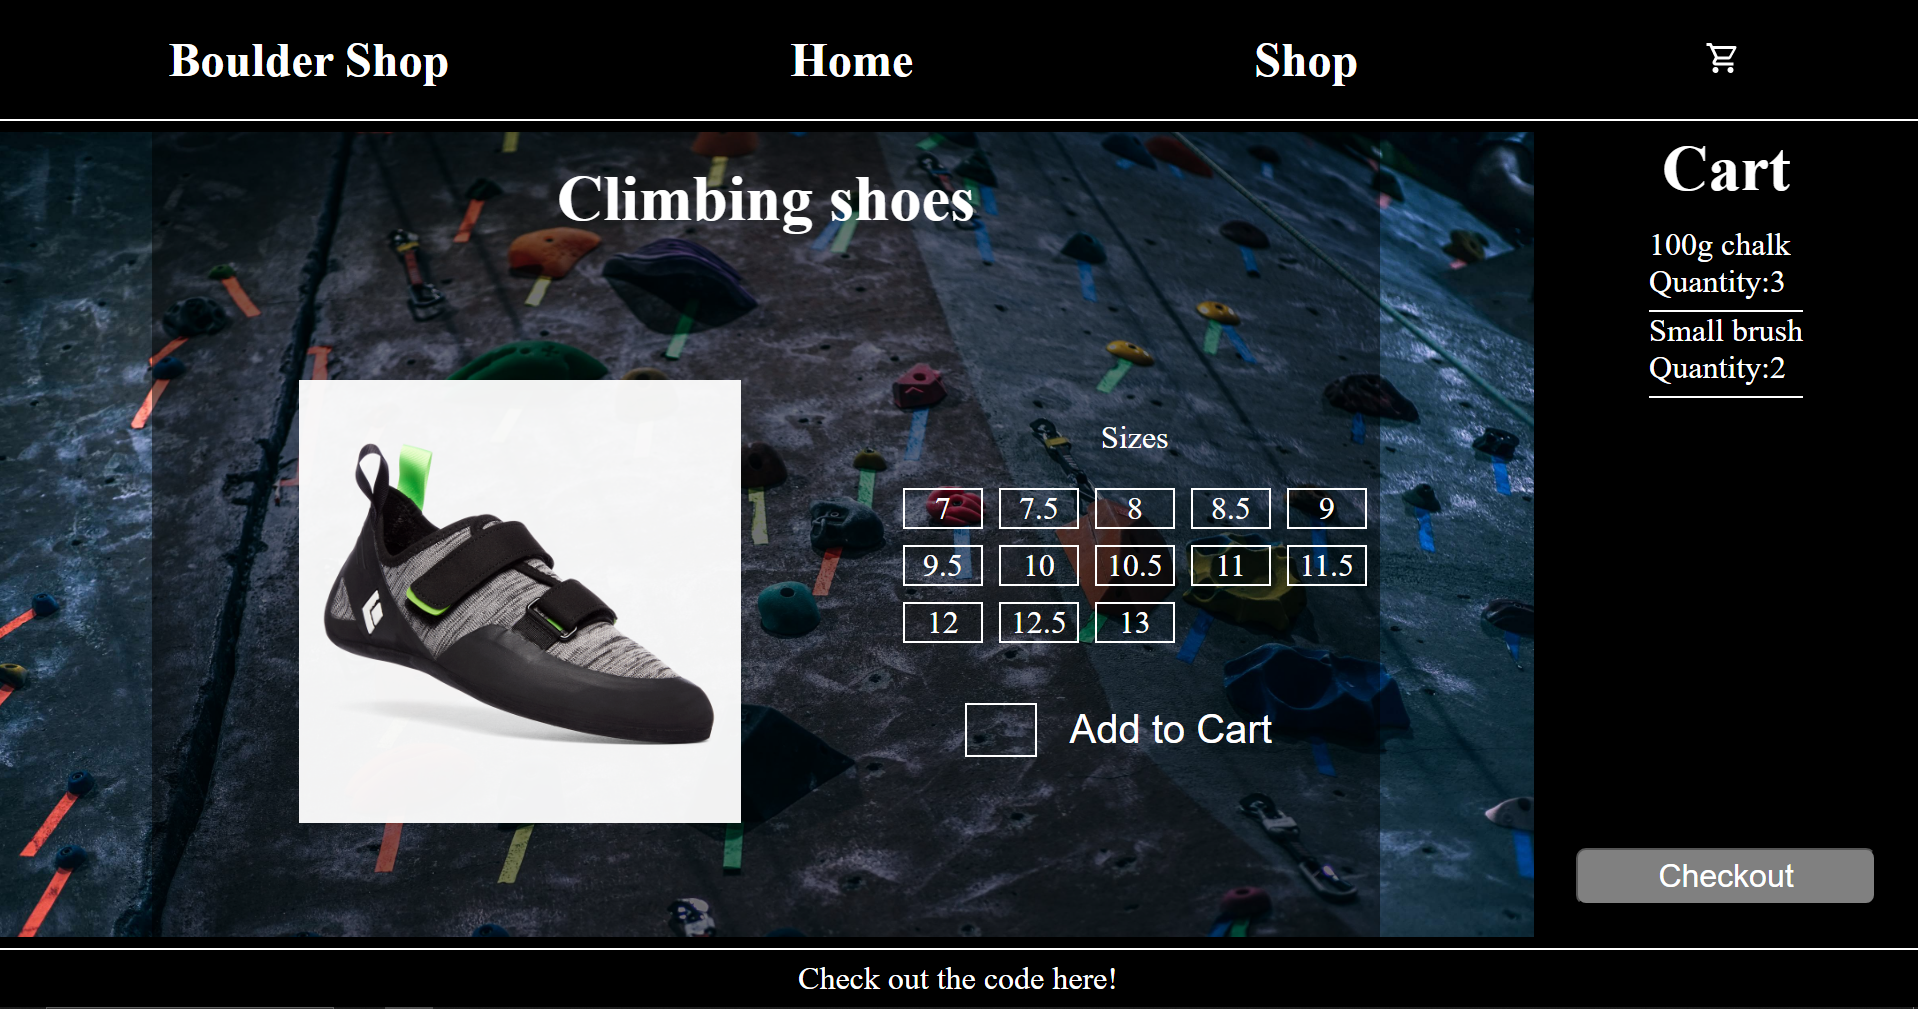 Boulder Shop
Home
Shop
Climbing shoes
Sizes
7
7.5
8
8.5
9
9.5
10
10.5
11
11.5
12
12.5
13
Add to Cart
Cart
100g chalk
Quantity:3
Small brush
Quantity:2
Checkout
Check out the code here!